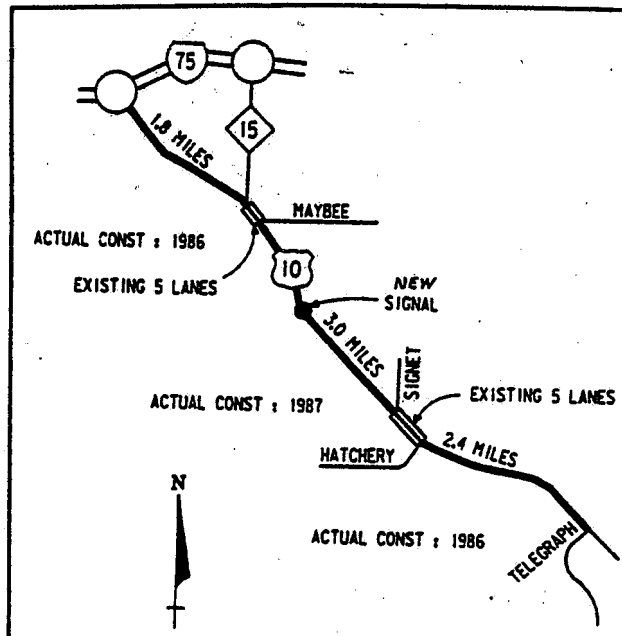 75
15
1.8 MILES
MAYBEE
ACTUAL CONST : 1986
EXISTING 5 LANES
10
NEW
SIGNAL
3.0 MILES
SIGNET
ACTUAL CONST : 1987
EXISTING 5 LANES
HATCHERY
2.4 MILES
N
ACTUAL CONST : 1986
TELEGRAPH